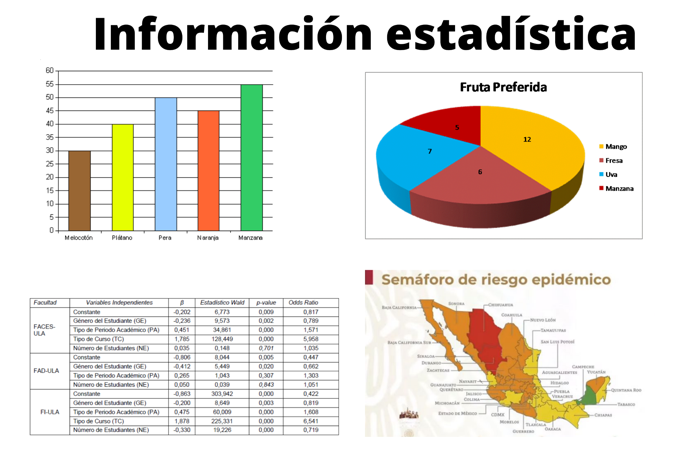 Información estadística
60
55
50
45
40
35
30
25
20
15
10
5
0
Melocotón Plátano Pera Naranja Manzana
Fruta Preferida
12
6
7
5
Mango
Fresa
Uva
Manzana
Facultad Variables Independientes β Estadístico Wald p-value Odds Ratio
FACES-ULA
Constante -0,202 6,773 0,009 0,817
Género del Estudiante (GE) -0,236 9,573 0,002 0,789
Tipo de Periodo Académico (PA) 0,451 34,861 0,000 1,571
Tipo de Curso (TC) 1,785 128,449 0,000 5,958
Número de Estudiantes (NE) 0,035 0,148 0,701 1,035
FAD-ULA
Constante -0,806 8,044 0,005 0,447
Género del Estudiante (GE) -0,412 5,449 0,020 0,662
Tipo de Periodo Académico (PA) 0,265 1,043 0,307 1,303
Número de Estudiantes (NE) 0,050 0,039 0,843 1,051
FI-ULA
Constante -0,863 303,942 0,000 0,422
Género del Estudiante (GE) -0,200 8,649 0,003 0,819
Tipo de Periodo Académico (PA) 0,475 60,009 0,000 1,608
Tipo de Curso (TC) 1,878 225,331 0,000 6,541
Número de Estudiantes (NE) -0,330 19,226 0,000 0,719
Semáforo de riesgo epidémico
BAJA CALIFORNIA
SONORA
CHIHUAHUA
COAHUILA
NUEVO LEÓN
TAMAULIPAS
SAN LUIS POTOSÍ
BAJA CALIFORNIA SUR
SINALOA
DURANGO
ZACATECAS
AGUASCALIENTES
CAMPECHE
YUCATÁN
NAYARIT
GUANAJUATO
QUERÉTARO
HIDALGO
QUINTANA ROO
JALISCO
COLIMA
PUEBLA
VERACRUZ
MICHOACÁN
TABASCO
ESTADO DE MÉXICO
CDMX
CHIAPAS
MORELOS
TLAXCALA
GUERRERO
OAXACA